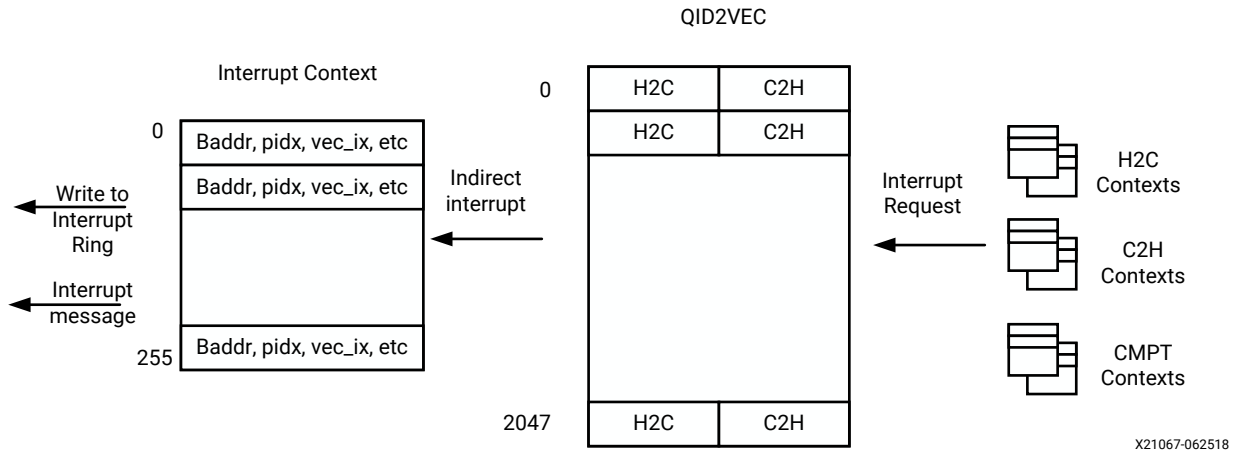 QID2VEC
Interrupt Context
0
H2C C2H
H2C C2H
0
Baddr, pidx, vec_ix, etc
Baddr, pidx, vec_ix, etc
Write to
Interrupt
Ring
Interrupt
message
255
Baddr, pidx, vec_ix, etc
Indirect
interrupt
2047
H2C C2H
Interrupt
Request
H2C
Contexts
C2H
Contexts
CMPT
Contexts
X21067-062518